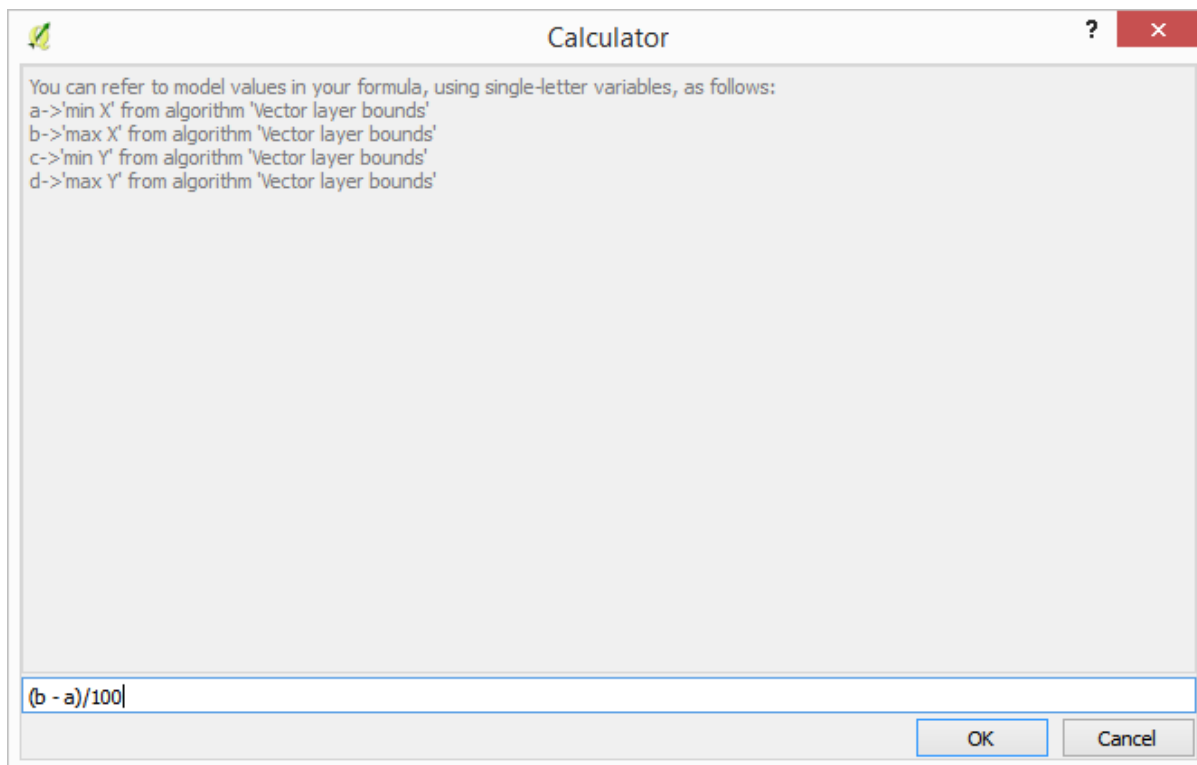 Calculator
?
You can refer to model values in your formula, using single-letter variables, as follows:
a->'min X' from algorithm 'Vector layer bounds'
b->'max X' from algorithm 'Vector layer bounds'
c->'min Y' from algorithm 'Vector layer bounds'
d->'max Y' from algorithm 'Vector layer bounds'
(b - a)/100
OK
Cancel